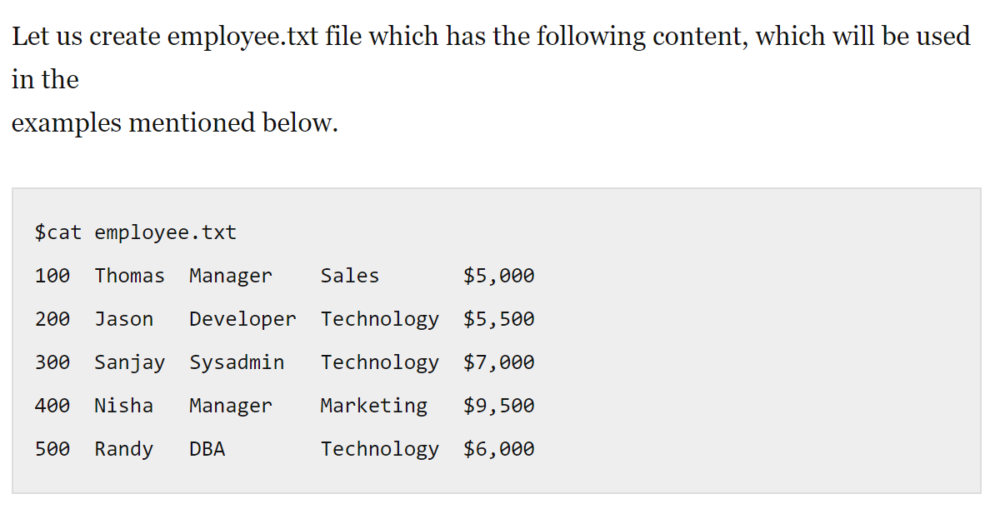 Let us create employee.txt file which has the following content, which will be used
in the
examples mentioned below.
$cat employee.txt
100  Thomas  Manager    Sales       $5,000
200  Jason   Developer  Technology  $5,500
300  Sanjay  Sysadmin   Technology  $7,000
400  Nisha   Manager    Marketing   $9,500
500  Randy   DBA        Technology  $6,000